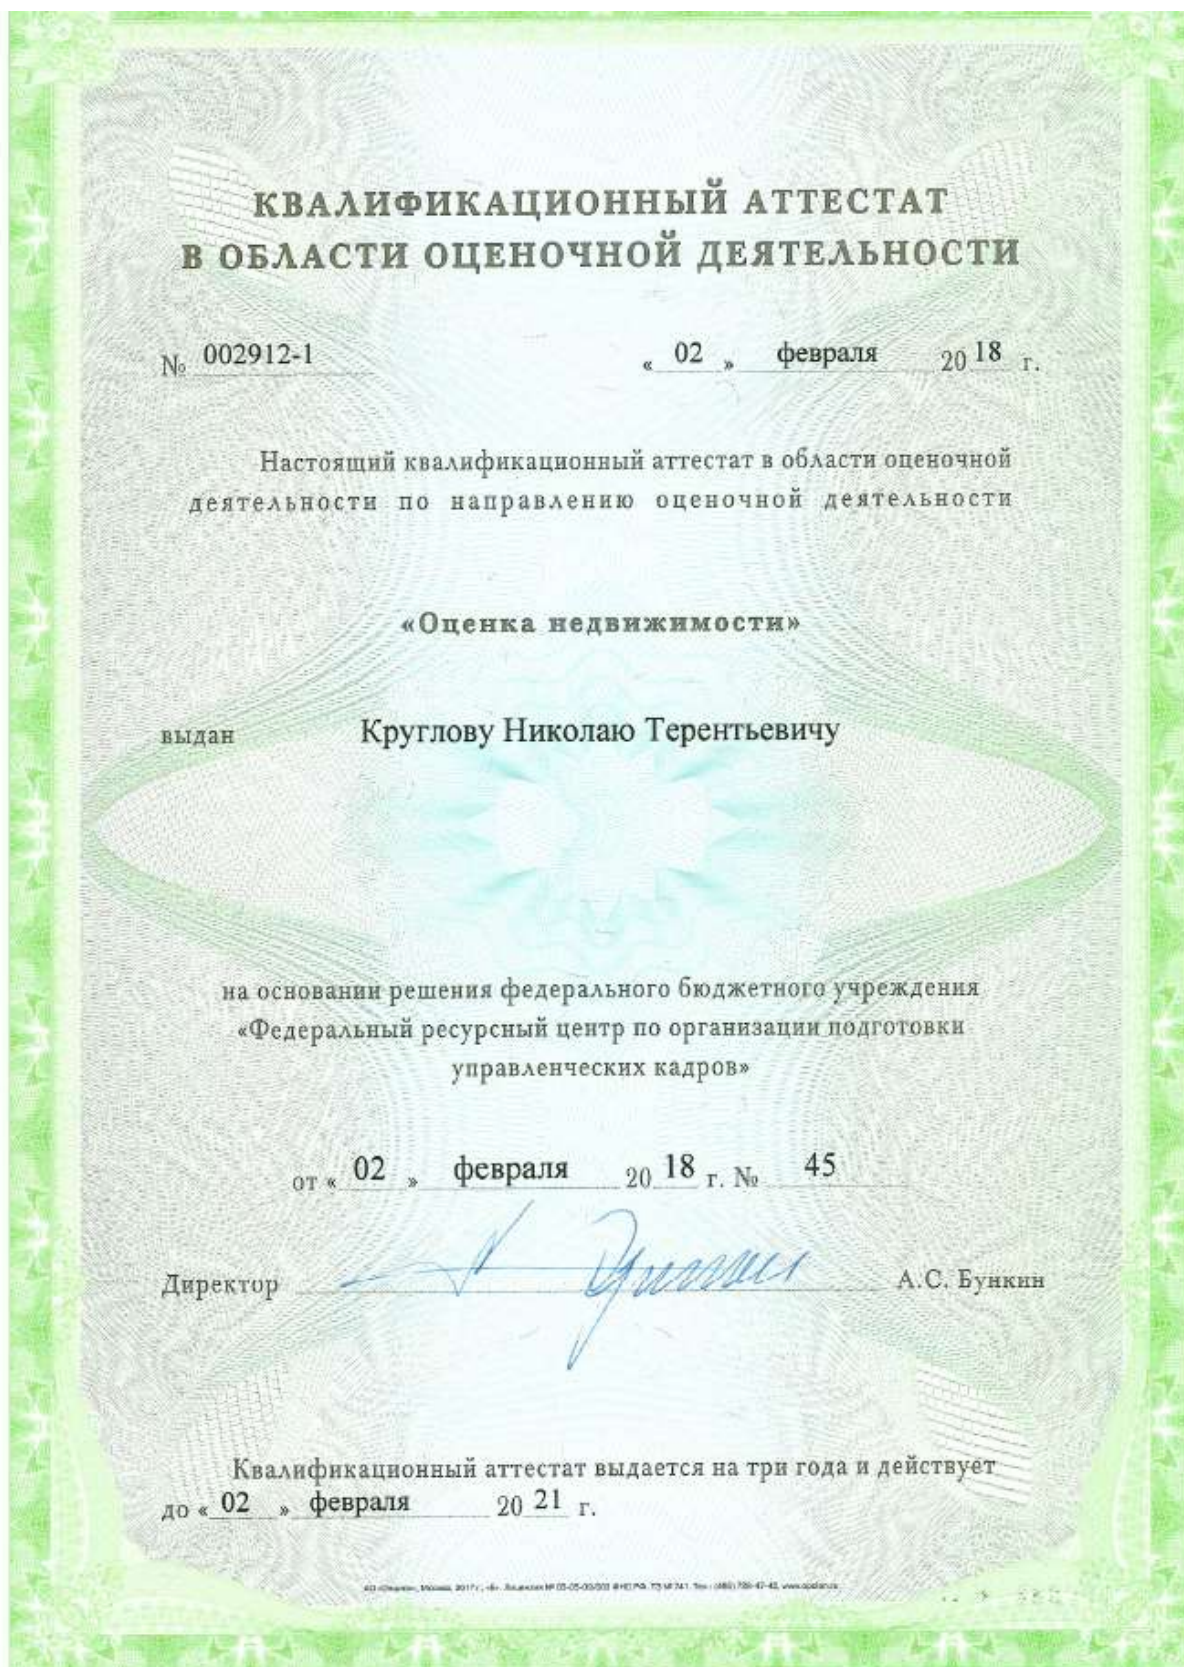 КВАЛИФИКАЦИОННЫЙ АТТЕСТАТ
В ОБЛАСТИ ОЦЕНОЧНОЙ ДЕЯТЕЛЬНОСТИ
№ 002912-1 « 02 » февраля 20 18 г.
Настоящий квалификационный аттестат в области оценочной
деятельности по направлению оценочной деятельности
«Оценка недвижимости»
выдан Круглову Николаю Терентьевичу
на основании решения федерального бюджетного учреждения
«Федеральный ресурсный центр по организации подготовки
управленческих кадров»
от « 02 » февраля 20 18 г. № 45
Директор А.С. Бункин
Квалификационный аттестат выдается на три года и действует
до « 02 » февраля 20 21 г.
Москва, 2017 г.